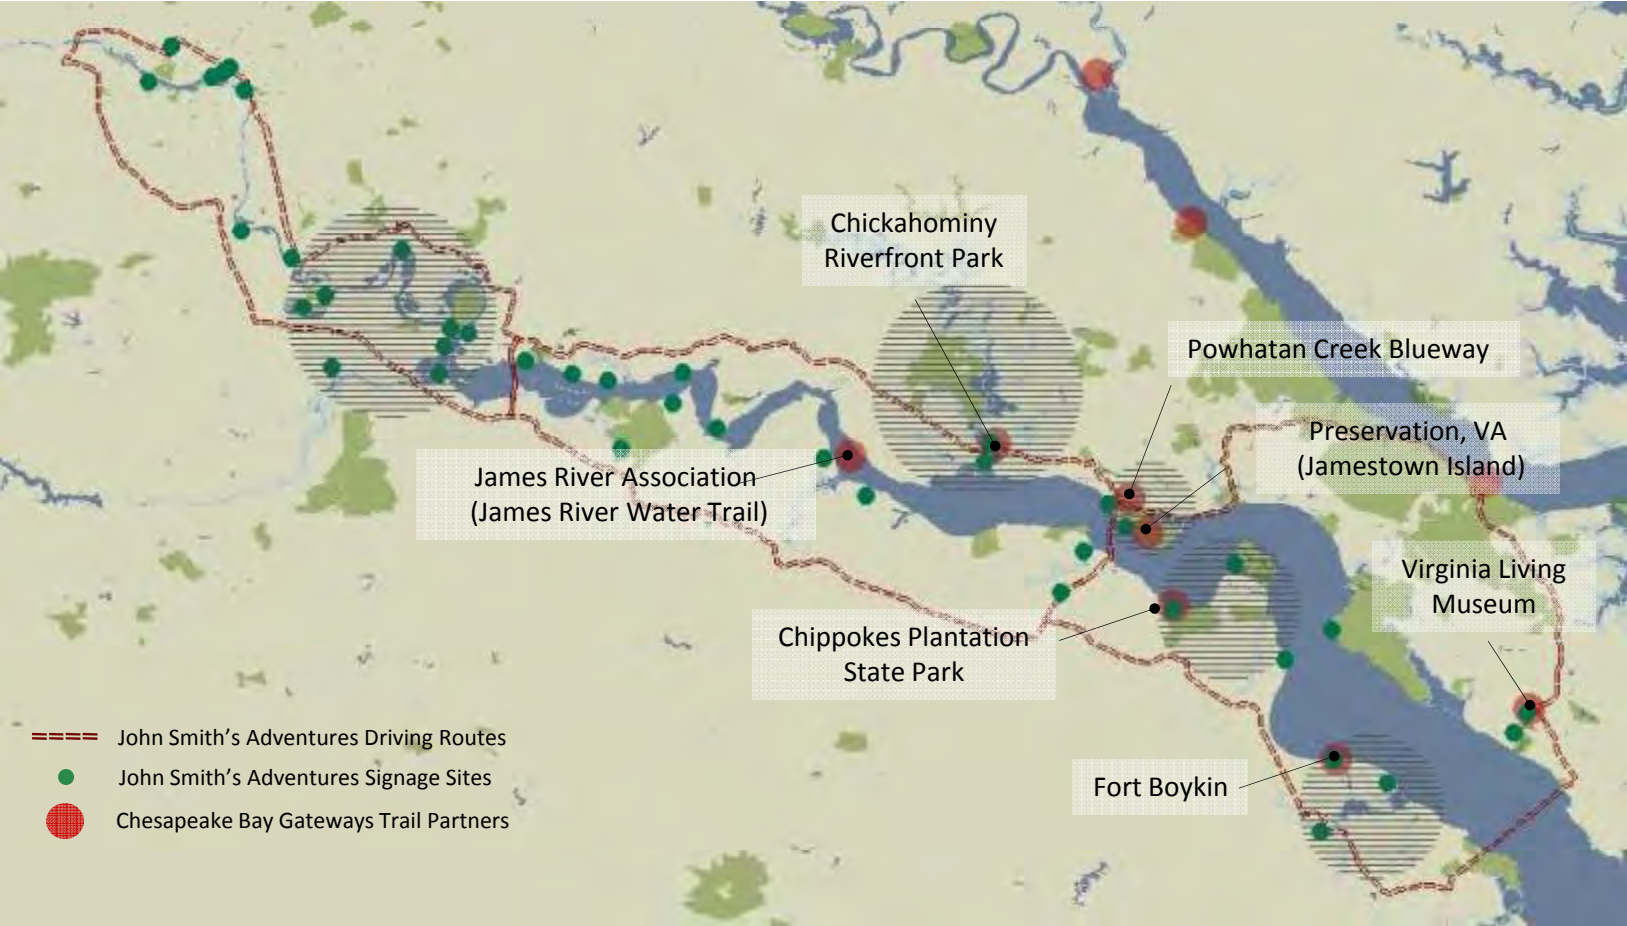 Chickahominy
Riverfront Park
Powhatan Creek Blueway
Preservation, VA
(Jamestown Island)
James River Association
(James River Water Trail)
Virginia Living
Museum
Chippokes Plantation
State Park
Fort Boykin
John Smith’s Adventures Driving Routes
John Smith’s Adventures Signage Sites
Chesapeake Bay Gateways Trail Partners